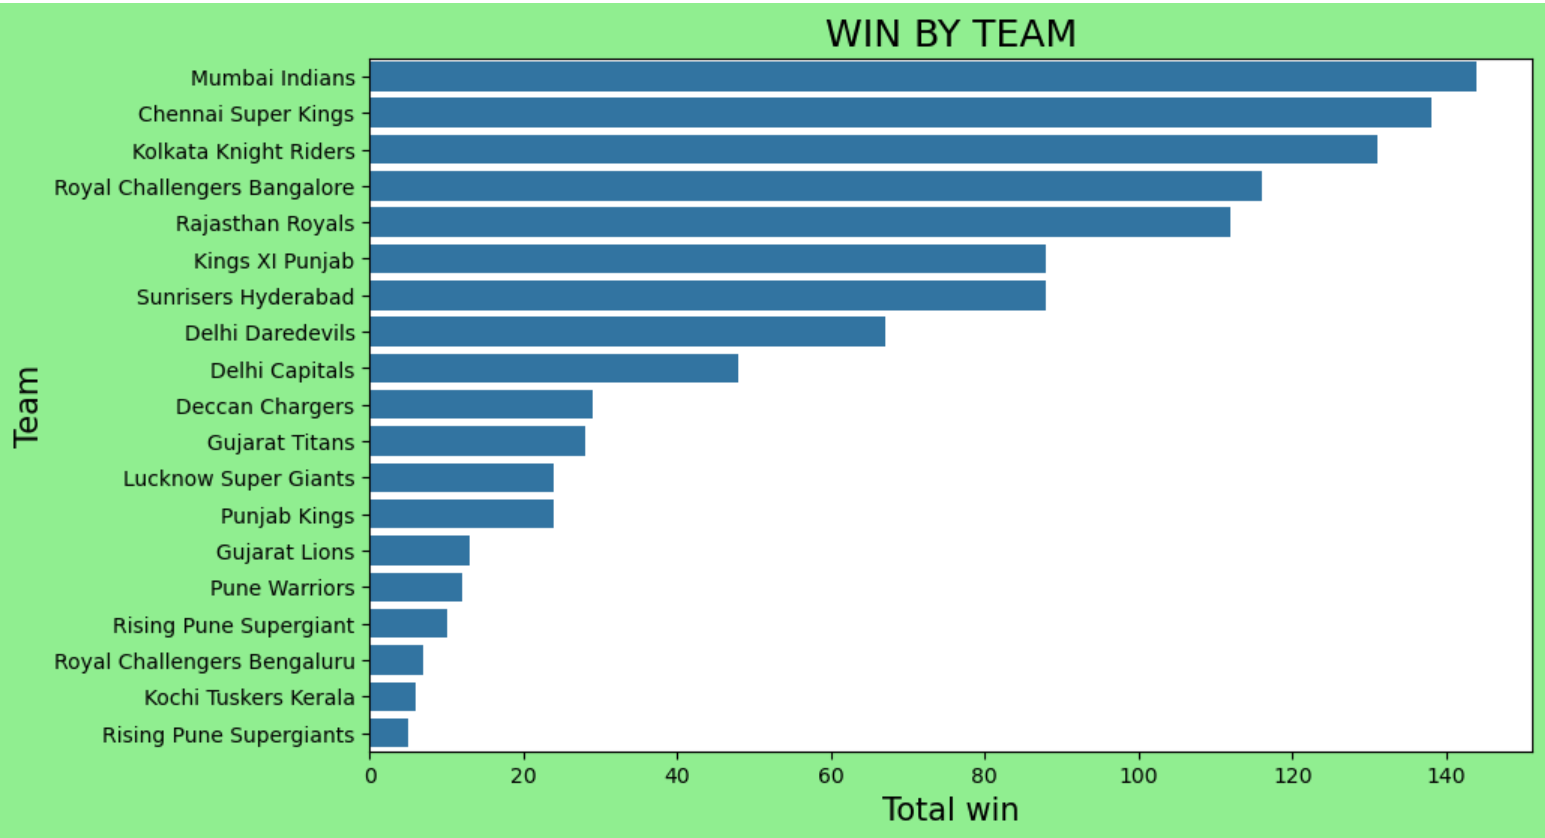 WIN BY TEAM
Mumbai Indians
Chennai Super Kings
Kolkata Knight Riders
Royal Challengers Bangalore
Rajasthan Royals
Kings XI Punjab
Sunrisers Hyderabad
Delhi Daredevils
Delhi Capitals
Deccan Chargers
Gujarat Titans
Lucknow Super Giants
Punjab Kings
Gujarat Lions
Pune Warriors
Rising Pune Supergiant
Royal Challengers Bengaluru
Kochi Tuskers Kerala
Rising Pune Supergiants
Team
0 20 40 60 80 100 120 140
Total win